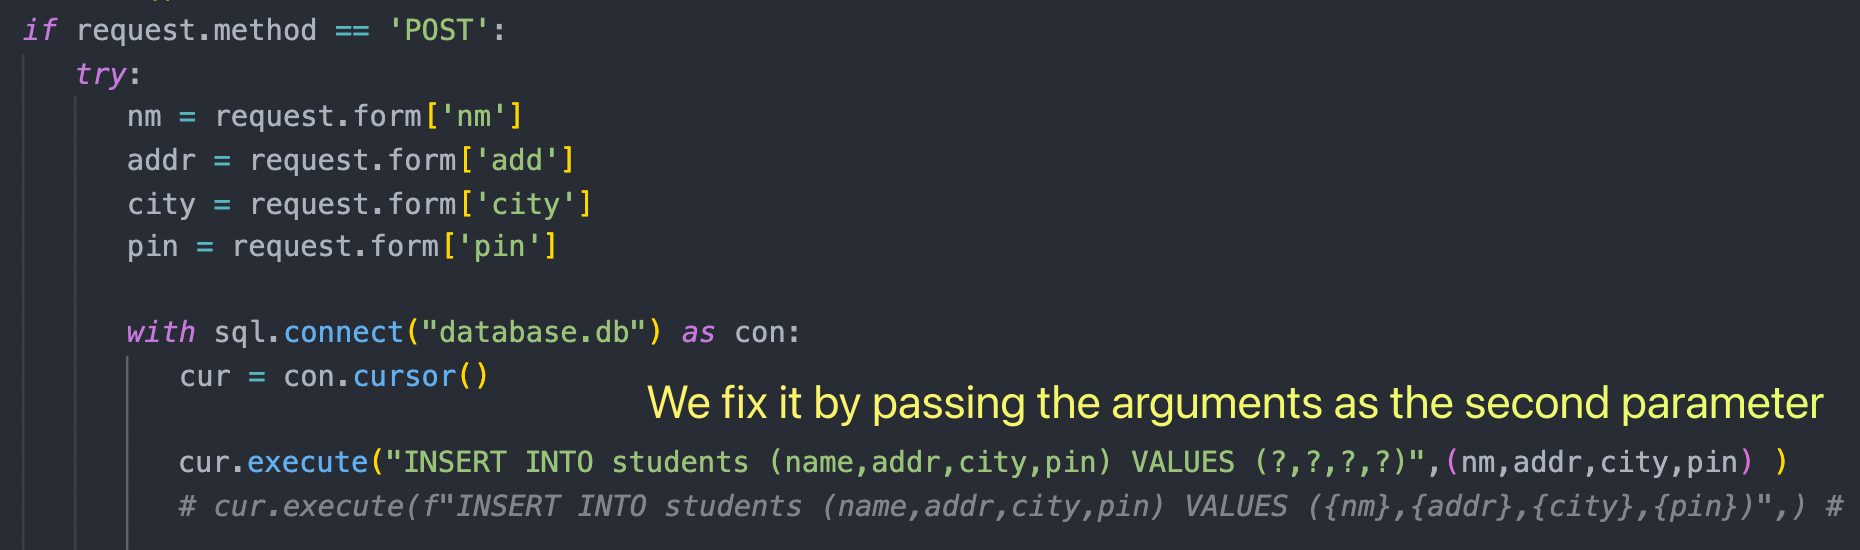 if request.method == 'POST':
try:
nm = request.form['nm']
addr = request.form['add']
city = request.form['city']
pin = request.form['pin']
with sql.connect("database.db") as con:
cur = con.cursor()
We fix it by passing the arguments as the second parameter
cur.execute("INSERT INTO students (name,addr,city,pin) VALUES (?,?,?,?)",(nm,addr,city,pin) )
# cur.execute(f"INSERT INTO students (name,addr,city,pin) VALUES ({nm},{addr},{city},{pin})",) #